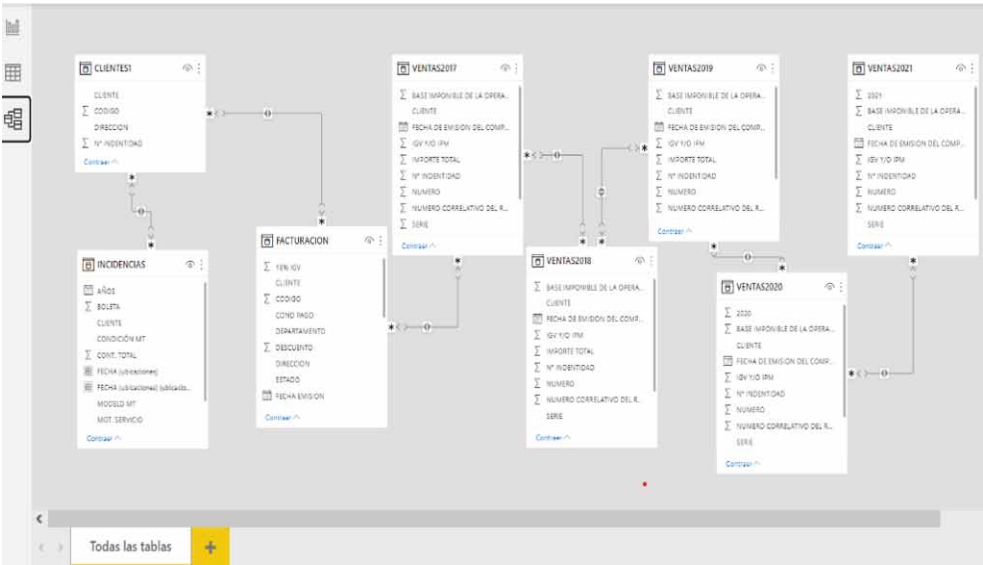 CLIENTES1
CLIENTE
CODIGO
DIRECCION
N° INDENTIDAD
Contraer
INCIDENCIAS
AÑOS
BOLETA
CLIENTE
CONDICIÓN MT
CONT. TOTAL
FECHA (ubicaciones)
FECHA (ubicaciones) (ubicacio...
MODELO MT
MOT. SERVICIO
Contraer
FACTURACION
18% IGV
CLIENTE
CODIGO
COND PAGO
DEPARTAMENTO
DESCUENTO
DIRECCION
ESTADO
FECHA EMISION
Contraer
VENTAS2017
BASE IMPONIBLE DE LA OPERA...
CLIENTE
FECHA DE EMISION DEL COMP...
IGV Y/O IPM
IMPORTE TOTAL
N° INDENTIDAD
NUMERO
NUMERO CORRELATIVO DEL R...
SERIE
Contraer
VENTAS2018
BASE IMPONIBLE DE LA OPERA...
CLIENTE
FECHA DE EMISION DEL COMP...
IGV Y/O IPM
IMPORTE TOTAL
N° INDENTIDAD
NUMERO
NUMERO CORRELATIVO DEL R...
SERIE
Contraer
VENTAS2019
BASE IMPONIBLE DE LA OPERA...
CLIENTE
FECHA DE EMISION DEL COMP...
IGV Y/O IPM
IMPORTE TOTAL
N° INDENTIDAD
NUMERO
NUMERO CORRELATIVO DEL R...
Contraer
VENTAS2020
2020
BASE IMPONIBLE DE LA OPERA...
CLIENTE
FECHA DE EMISION DEL COMP...
IGV Y/O IPM
N° INDENTIDAD
NUMERO
NUMERO CORRELATIVO DEL R...
SERIE
Contraer
VENTAS2021
2021
BASE IMPONIBLE DE LA OPERA...
CLIENTE
FECHA DE EMISION DEL COMP...
IGV Y/O IPM
N° INDENTIDAD
NUMERO
NUMERO CORRELATIVO DEL R...
SERIE
Contraer
Todas las tablas